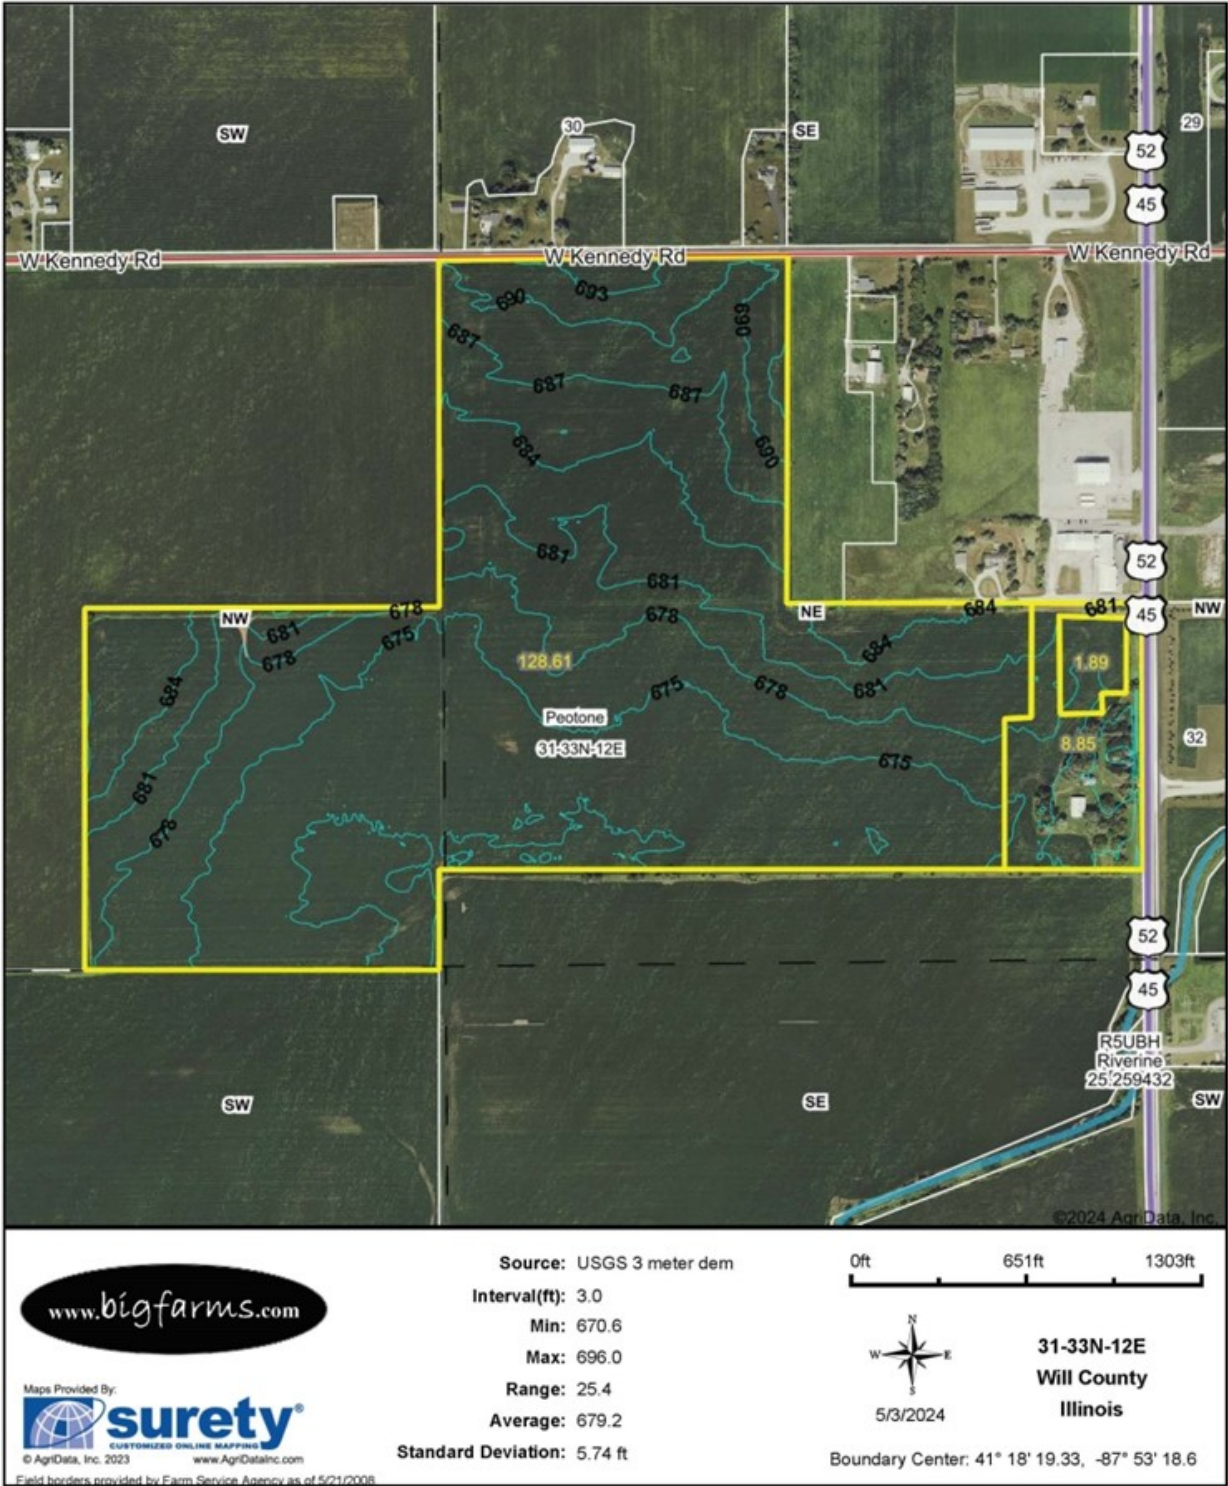 SW
30
SE
29
52
45
W Kennedy Rd
W Kennedy Rd
W Kennedy Rd
693
690
690
687
687
687
684
690
681
681
52
678
NW
NE
684
681
45
NW
681
678
675
678
128.61
684
1.89
684
675
678
681
Peotone
31-33N-12E
8.85
32
675
681
678
52
45
R5UBH
Riverine
25.259432
SW
SE
SW
©2024 AgriData, Inc.
www.bigfarms.com
Maps Provided By:
surety®
CUSTOMIZED ONLINE MAPPING
© AgriData, Inc. 2023 www.AgriDataInc.com
Field borders provided by Farm Service Agency as of 5/21/2008.
Source: USGS 3 meter dem
Interval(ft): 3.0
Min: 670.6
Max: 696.0
Range: 25.4
Average: 679.2
Standard Deviation: 5.74 ft
0ft 651ft 1303ft
N
W E
S
5/3/2024
31-33N-12E
Will County
Illinois
Boundary Center: 41° 18' 19.33, -87° 53' 18.6